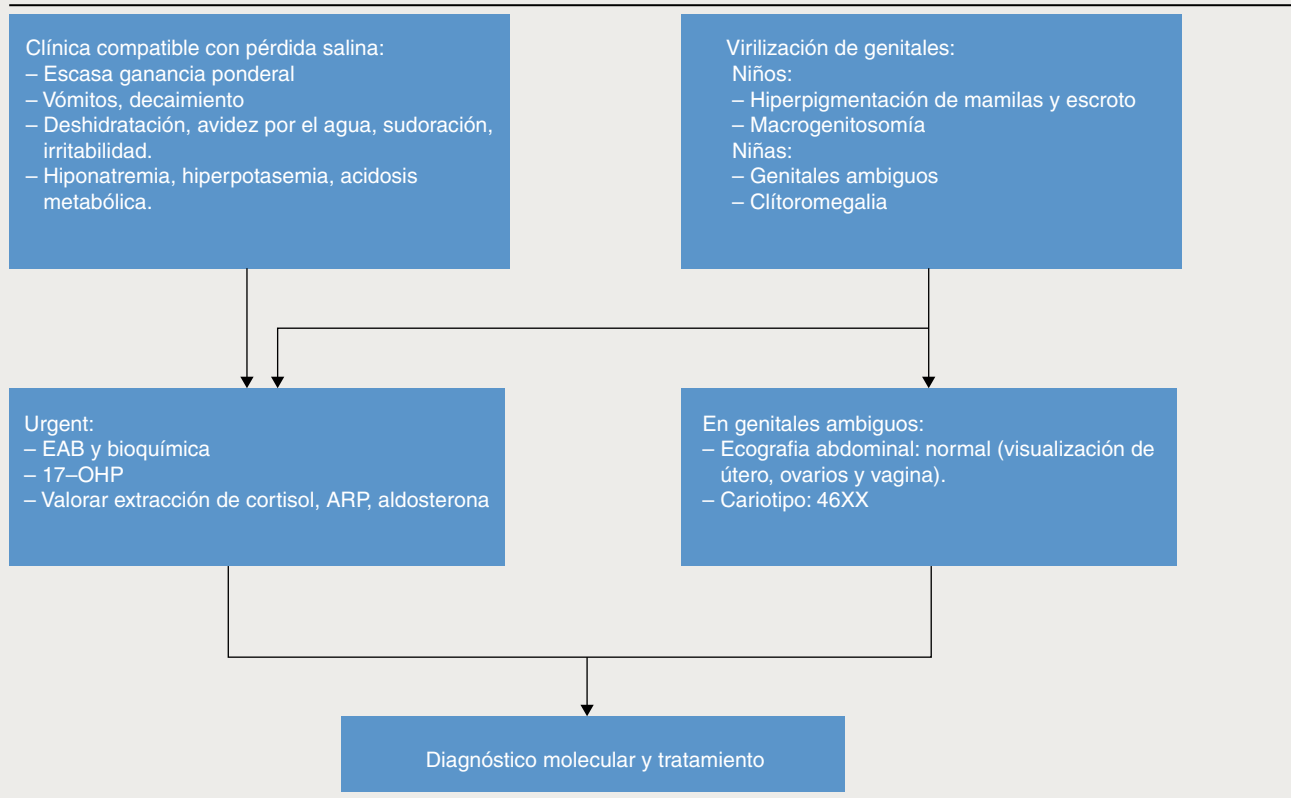 Clínica compatible con pérdida salina:
– Escasa ganancia ponderal
– Vómitos, decaimiento
– Deshidratación, avidez por el agua, sudoración,
irritabilidad.
– Hiponatremia, hiperpotasemia, acidosis
metabólica.
Virilización de genitales:
Niños:
– Hiperpigmentación de mamilas y escroto
– Macrogenitosomía
Niñas:
– Genitales ambiguos
– Clítoromegalia
Urgent:
– EAB y bioquímica
– 17–OHP
– Valorar extracción de cortisol, ARP, aldosterona
En genitales ambiguos:
– Ecografia abdominal: normal (visualización de
útero, ovarios y vagina).
– Cariotipo: 46XX
Diagnóstico molecular y tratamiento